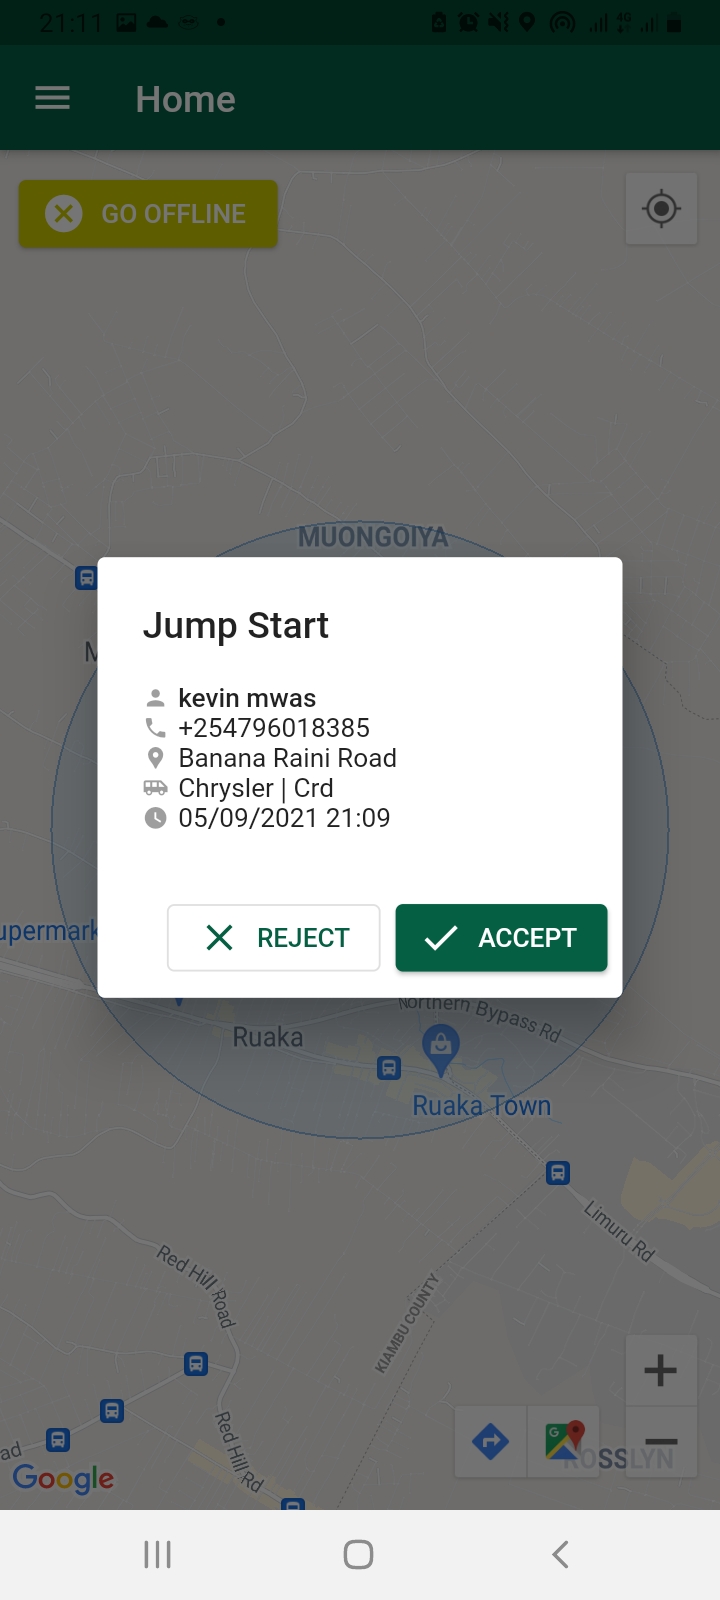 21:11
4G
Home
GO OFFLINE
MUONGOIYA
M
Jump Start
kevin mwas
+254796018385
Banana Raini Road
Chrysler | Crd
05/09/2021 21:09
upermark
REJECT
ACCEPT
Northern Bypass Rd
Ruaka
Ruaka Town
Limuru Rd
Red Hill Road
KIAMBU COUNTY
Red Hill Rd
ad
ROSSLYN
Google